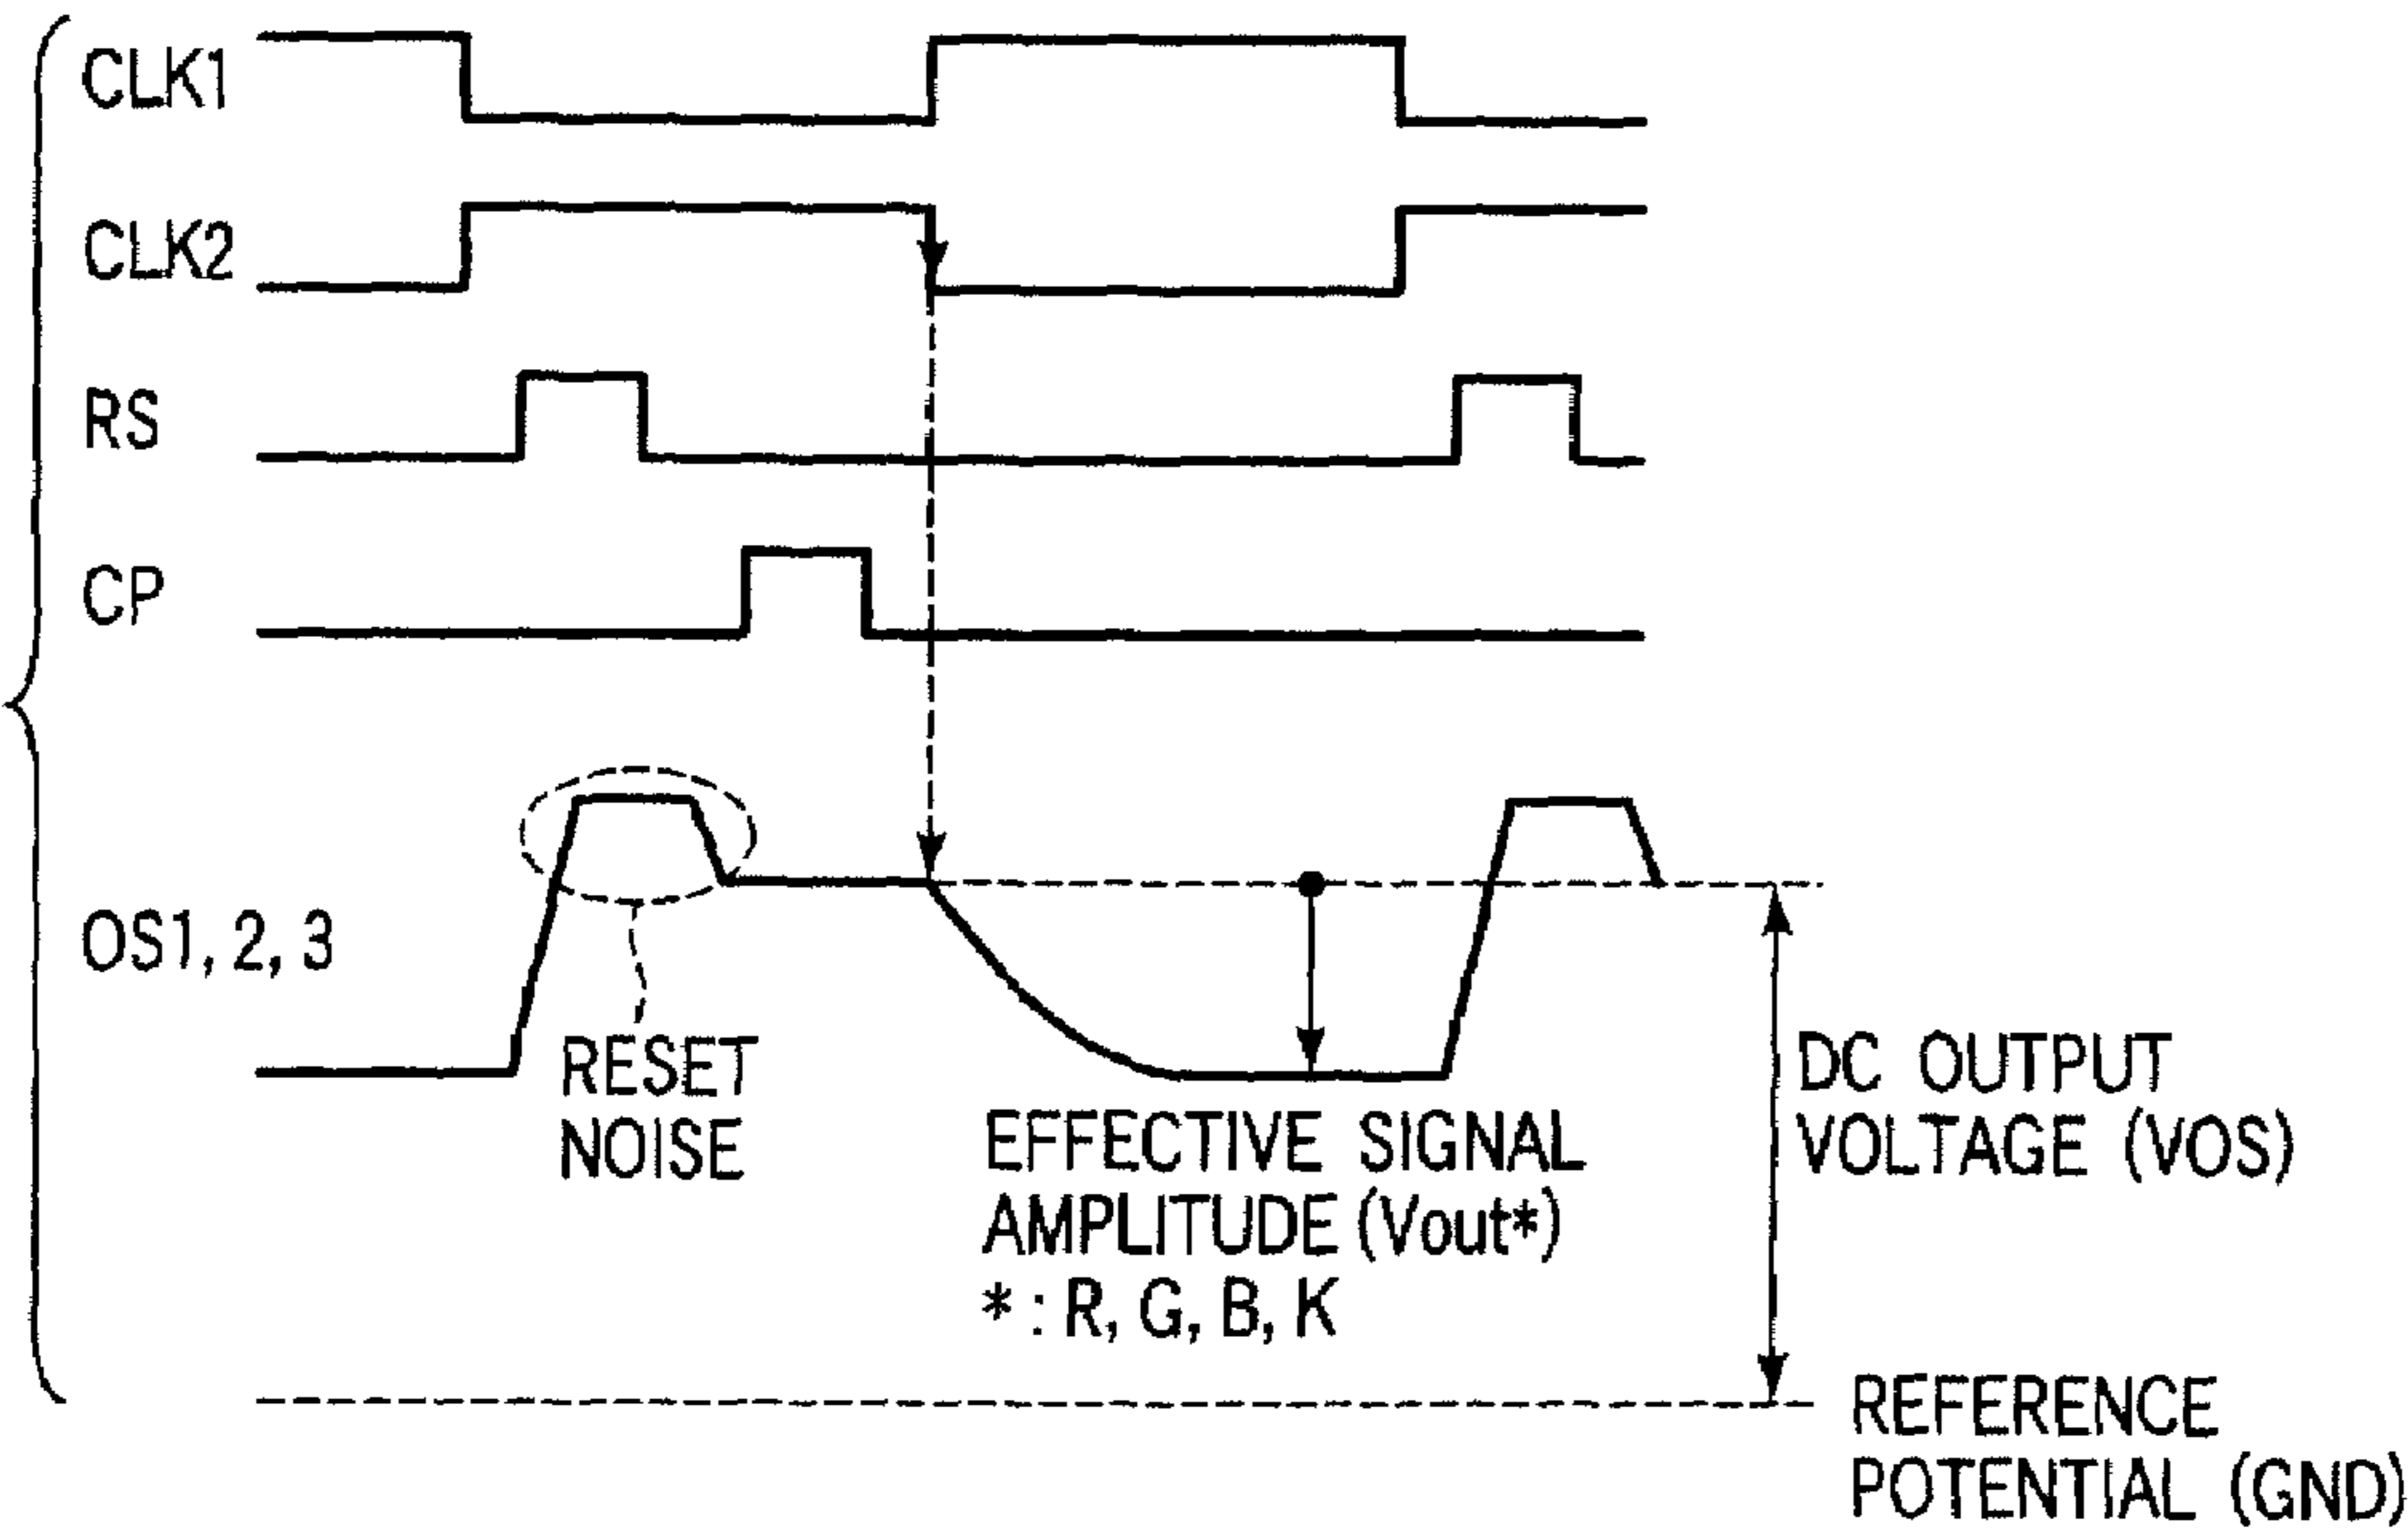 CLK1
CLK2
RS
CP
OS1, 2, 3
RESET
NOISE
EFFECTIVE SIGNAL
AMPLITUDE (Vout*)
* : R, G, B, K
DC OUTPUT
VOLTAGE (VOS)
REFERENCE
POTENTIAL (GND)